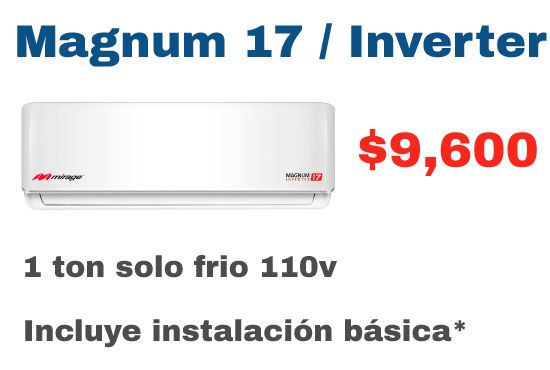 Magnum 17 / Inverter
$9,600
mirage
MAGNUM
INVERTER 17
1 ton solo frio 110v
Incluye instalación básica*